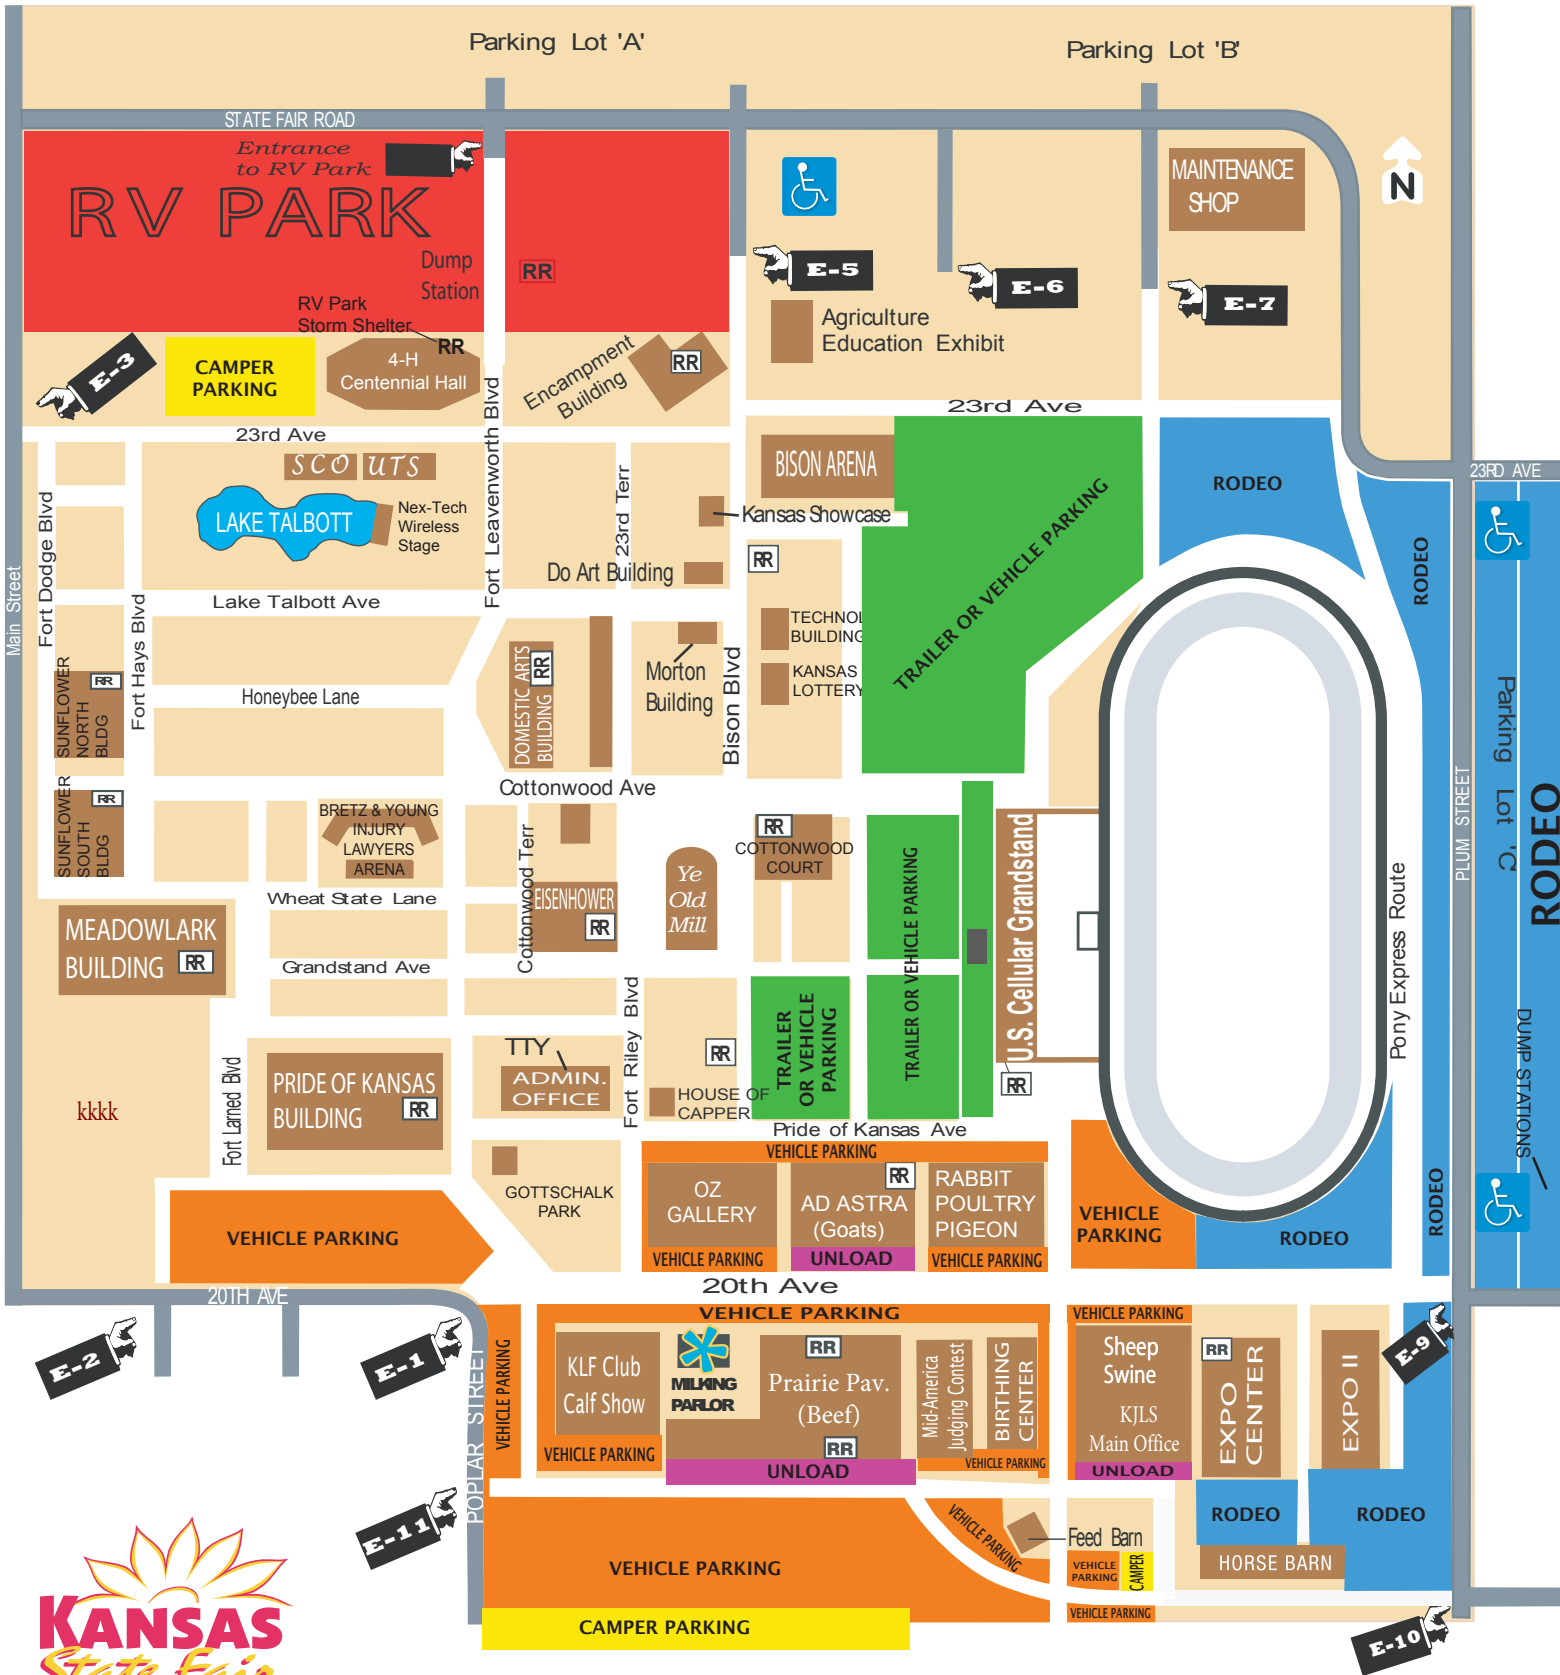 Parking Lot 'A'
Parking Lot 'B'
STATE FAIR ROAD
Entrance
to RV Park
RV PARK
Dump
Station
RR
MAINTENANCE
SHOP
N
E-5
E-6
E-7
Agriculture
Education Exhibit
RV Park
Storm Shelter
RR
E-3
CAMPER
PARKING
4-H
Centennial Hall
Encampment
Building
RR
23rd Ave
23rd Ave
23RD AVE
SCO UTS
LAKE TALBOTT
Nex-Tech
Wireless
Stage
Fort Leavenworth Blvd
23rd Terr
BISON ARENA
Kansas Showcase
Do Art Building
RR
TRAILER OR VEHICLE PARKING
RODEO
RODEO
Main Street
Fort Dodge Blvd
Fort Hays Blvd
Lake Talbott Ave
Honeybee Lane
SUNFLOWER
NORTH
BLDG
RR
DOMESTIC ARTS
BUILDING
RR
Morton
Building
Bison Blvd
TECHNOL
BUILDING
KANSAS
LOTTERY
Parking Lot 'C'
PLUM STREET
RODEO
Cottonwood Ave
SUNFLOWER
SOUTH
BLDG
RR
BRETZ & YOUNG
INJURY
LAWYERS
ARENA
Wheat State Lane
Cottonwood Terr
EISENHOWER
RR
Ye
Old
Mill
RR
COTTONWOOD
COURT
TRAILER OR VEHICLE PARKING
U.S. Cellular Grandstand
RR
Pony Express Route
MEADOWLARK
BUILDING
RR
Grandstand Ave
Fort Riley Blvd
TRAILER
OR VEHICLE
PARKING
DUMP STATIONS
kkkk
Fort Larned Blvd
PRIDE OF KANSAS
BUILDING
RR
TTY
ADMIN.
OFFICE
RR
HOUSE OF
CAPPER
Pride of Kansas Ave
VEHICLE PARKING
GOTTSCHALK
PARK
OZ
GALLERY
RR
AD ASTRA
(Goats)
RABBIT
POULTRY
PIGEON
VEHICLE
PARKING
RODEO
RODEO
VEHICLE PARKING
VEHICLE PARKING
UNLOAD
VEHICLE PARKING
20TH AVE
20th Ave
E-2
E-1
POPLAR STREET
VEHICLE PARKING
VEHICLE PARKING
KLF Club
Calf Show
MILKING
PARLOR
RR
Prairie Pav.
(Beef)
RR
Mid-America
Judging Contest
BIRTHING
CENTER
VEHICLE PARKING
Sheep
Swine
KJLS
Main Office
RR
EXPO
CENTER
EXPO II
E-9
VEHICLE PARKING
UNLOAD
VEHICLE PARKING
UNLOAD
E-11
VEHICLE PARKING
VEHICLE PARKING
Feed Barn
VEHICLE
PARKING
CAMPER
RODEO
RODEO
HORSE BARN
VEHICLE PARKING
CAMPER PARKING
E-10
KANSAS
State Fair
TRAILER OR VEHICLE PARKING